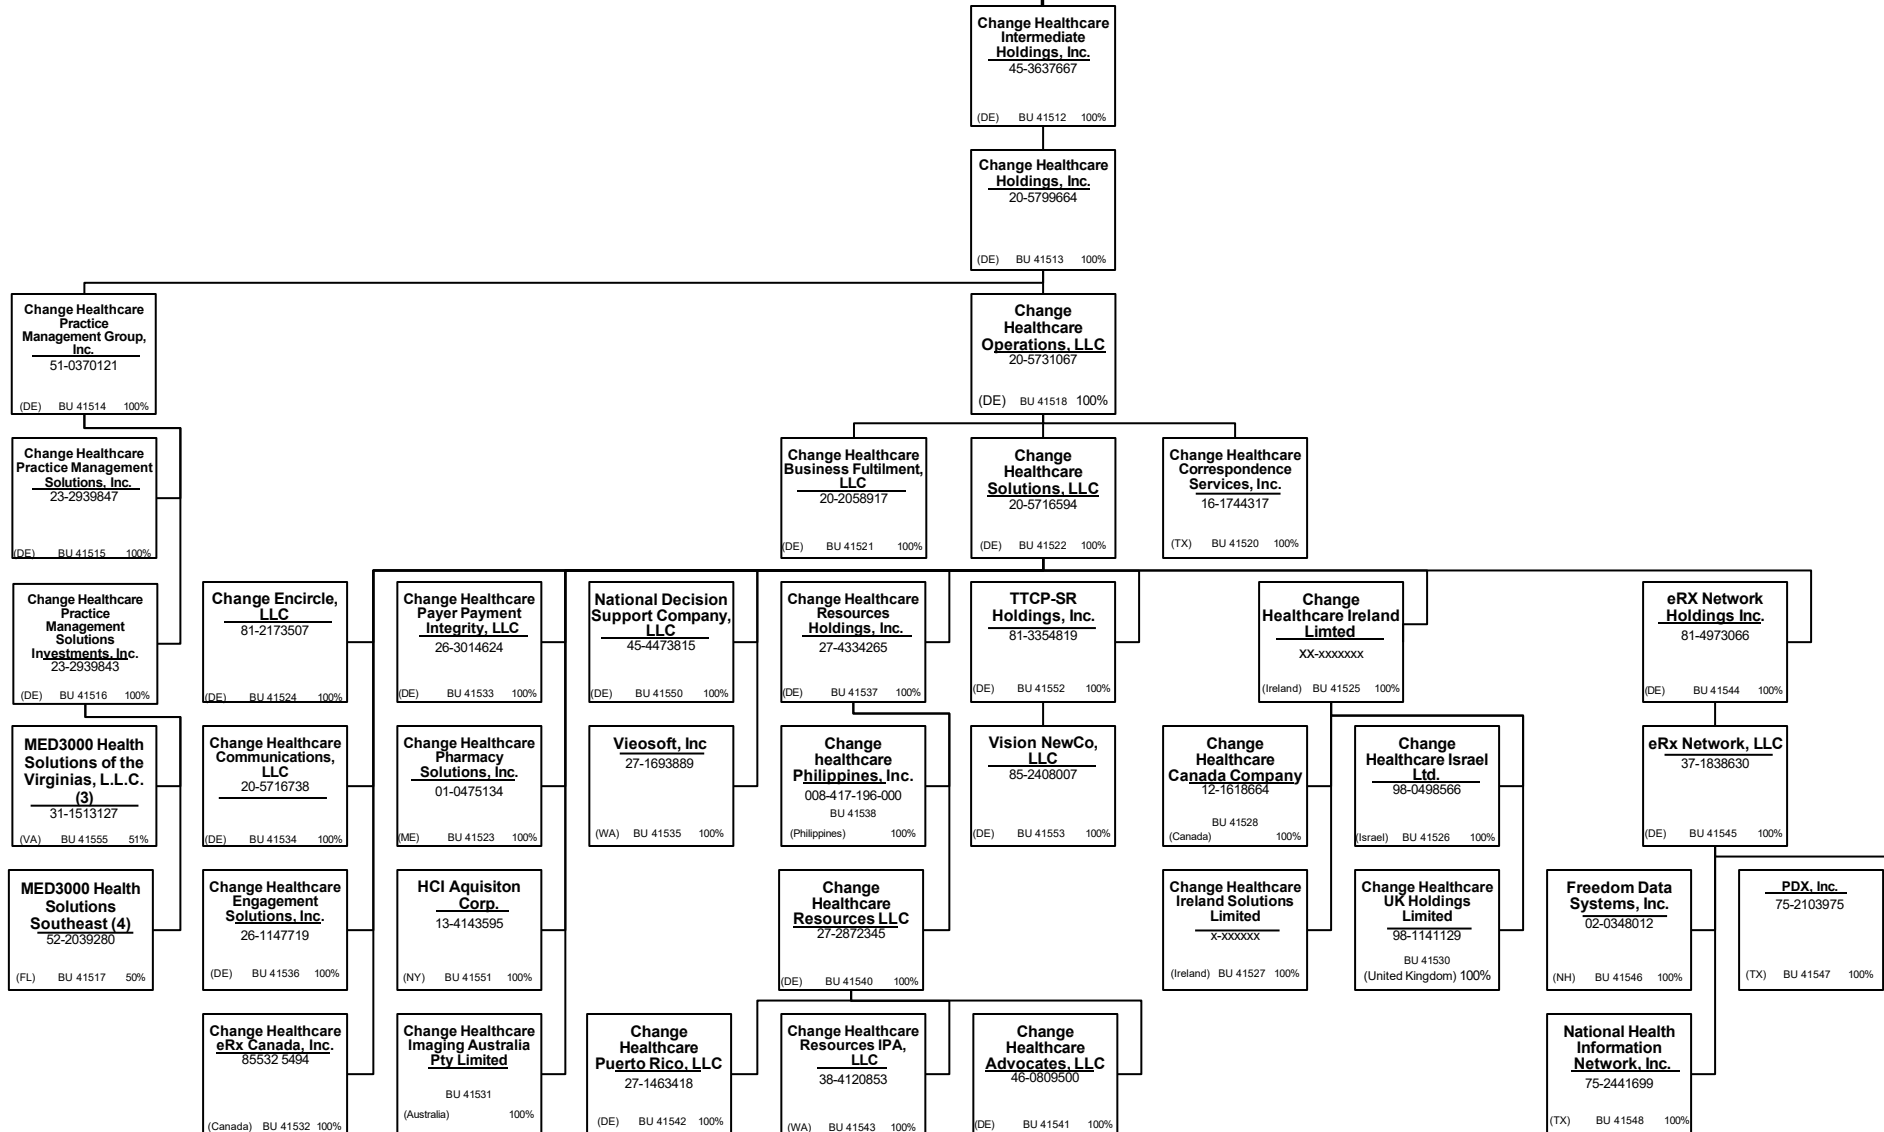 Change Healthcare
Intermediate
Holdings, Inc.
45-3637667
(DE) BU 41512 100%
Change Healthcare
Holdings, Inc.
20-5799664
(DE) BU 41513 100%
Change Healthcare
Practice
Management Group,
Inc.
51-0370121
(DE) BU 41514 100%
Change
Healthcare
Operations, LLC
20-5731067
(DE) BU 41518 100%
Change Healthcare
Practice Management
Solutions, Inc.
23-2939847
(DE) BU 41515 100%
Change Healthcare
Business Fultilment,
LLC
20-2058917
(DE) BU 41521 100%
Change
Healthcare
Solutions, LLC
20-5716594
(DE) BU 41522 100%
Change Healthcare
Correspondence
Services, Inc.
16-1744317
(TX) BU 41520 100%
Change Healthcare
Practice
Management
Solutions
Investments, Inc.
23-2939843
(DE) BU 41516 100%
Change Encircle,
LLC
81-2173507
(DE) BU 41524 100%
Change Healthcare
Payer Payment
Integrity, LLC
26-3014624
(DE) BU 41533 100%
National Decision
Support Company,
LLC
45-4473815
(DE) BU 41550 100%
Change Healthcare
Resources
Holdings, Inc.
27-4334265
(DE) BU 41537 100%
TTCP-SR
Holdings, Inc.
81-3354819
(DE) BU 41552 100%
Change
Healthcare Ireland
Limted
XX-xxxxxxx
(Ireland) BU 41525 100%
eRX Network
Holdings Inc.
81-4973066
(DE) BU 41544 100%
MED3000 Health
Solutions of the
Virginias, L.L.C.
(3)
31-1513127
(VA) BU 41555 51%
Change Healthcare
Communications,
LLC
20-5716738
(DE) BU 41534 100%
Change Healthcare
Pharmacy
Solutions, Inc.
01-0475134
(ME) BU 41523 100%
Vieosoft, Inc
27-1693889
(WA) BU 41535 100%
Change
healthcare
Philippines, Inc.
008-417-196-000
BU 41538
(Philippines) 100%
Vision NewCo,
LLC
85-2408007
(DE) BU 41553 100%
Change
Healthcare
Canada Company
12-1618664
BU 41528
(Canada) 100%
Change
Healthcare Israel
Ltd.
98-0498566
(Israel) BU 41526 100%
eRx Network, LLC
37-1838630
(DE) BU 41545 100%
MED3000 Health
Solutions
Southeast (4)
52-2039280
(FL) BU 41517 50%
Change Healthcare
Engagement
Solutions, Inc.
26-1147719
(DE) BU 41536 100%
HCI Aquisiton
Corp.
13-4143595
(NY) BU 41551 100%
Change
Healthcare
Resources LLC
27-2872345
(DE) BU 41540 100%
Change Healthcare
Ireland Solutions
Limited
x-xxxxxx
(Ireland) BU 41527 100%
Change Healthcare
UK Holdings
Limited
98-1141129
BU 41530
(United Kingdom) 100%
Freedom Data
Systems, Inc.
02-0348012
(NH) BU 41546 100%
PDX, Inc.
75-2103975
(TX) BU 41547 100%
Change Healthcare
eRx Canada, Inc.
85532 5494
(Canada) BU 41532 100%
Change Healthcare
Imaging Australia
Pty Limited
BU 41531
(Australia) 100%
Change
Healthcare
Puerto Rico, LLC
27-1463418
(DE) BU 41542 100%
Change Healthcare
Resources IPA,
LLC
38-4120853
(WA) BU 41543 100%
Change
Healthcare
Advocates, LLC
46-0809500
(DE) BU 41541 100%
National Health
Information
Network, Inc.
75-2441699
(TX) BU 41548 100%